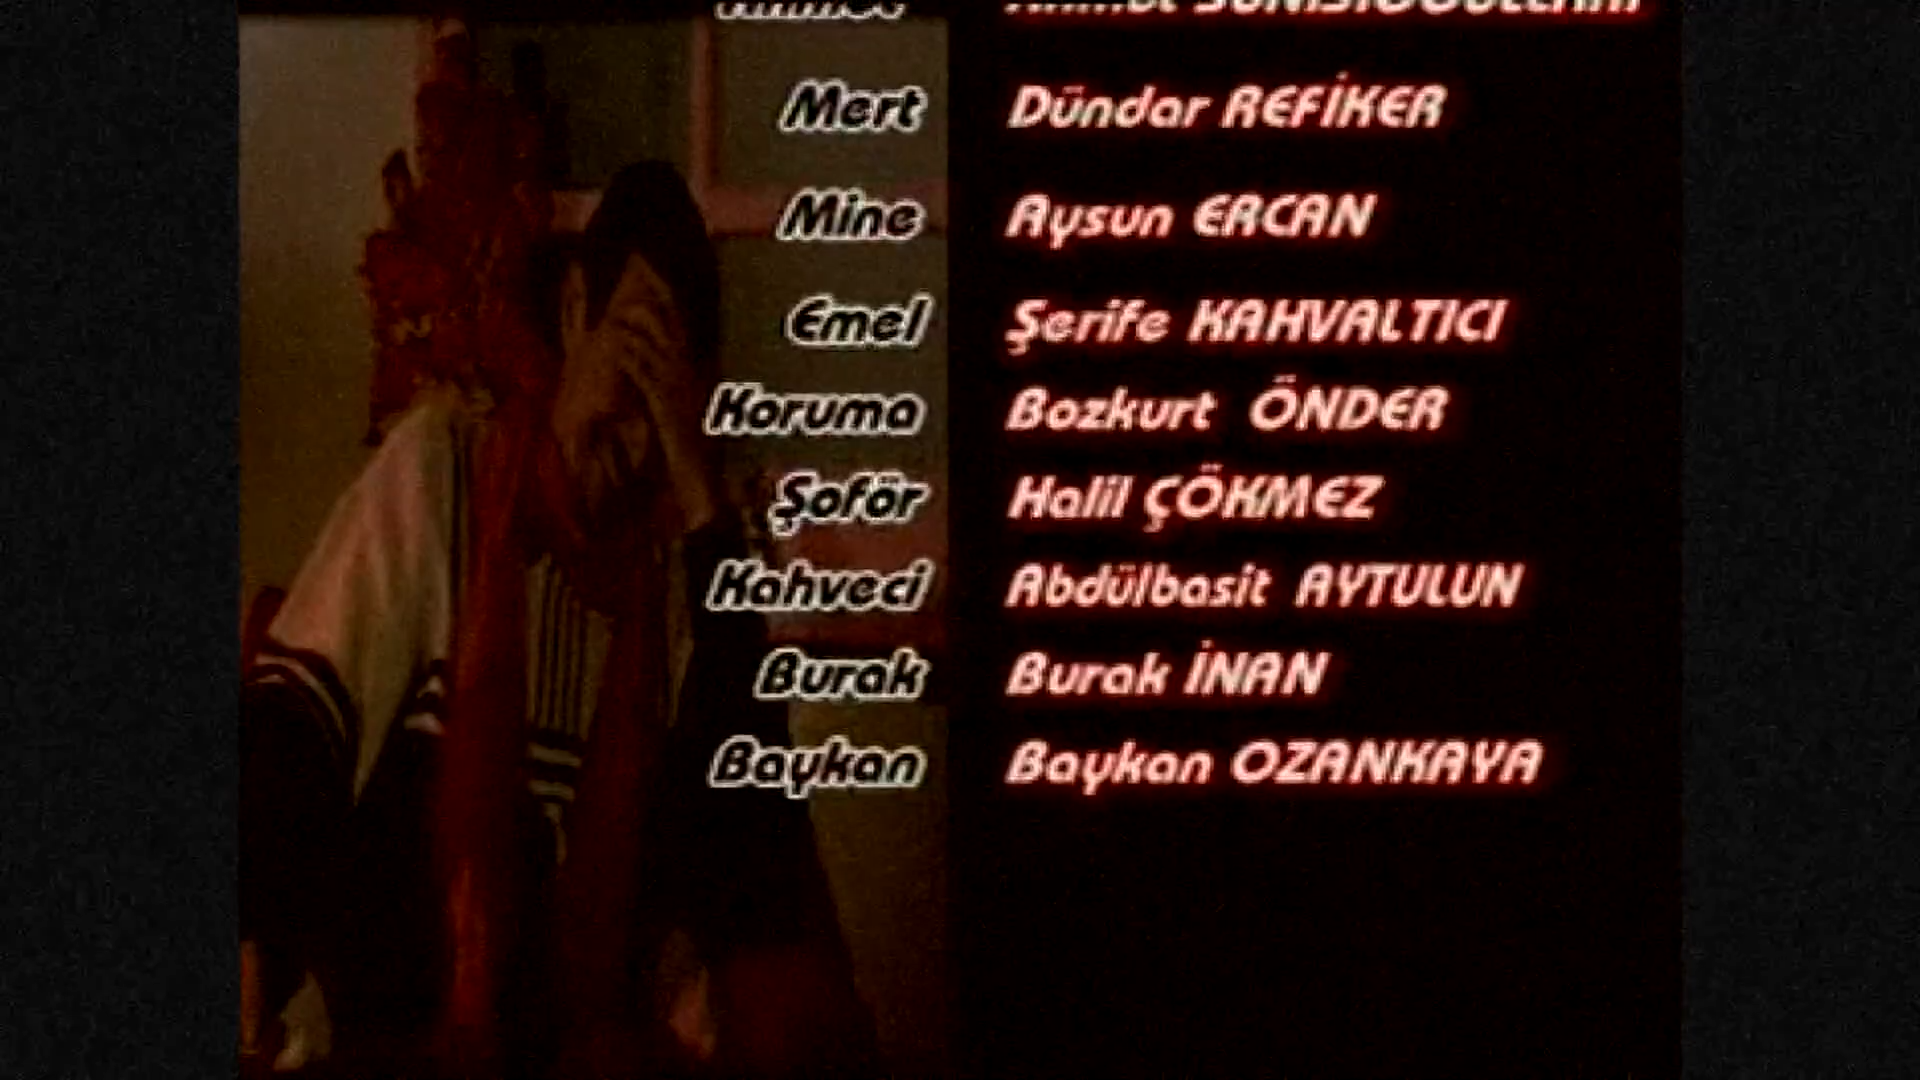 Mert Dündar REFİKER
Mine Aysun ERCAN
Emel Şerife KAHVALTICI
Koruma Bozkurt ÖNDER
Şoför Halil ÇÖKMEZ
Kahveci Abdülbasit AYTULUN
Burak Burak İNAN
Baykan Baykan OZANKAYA